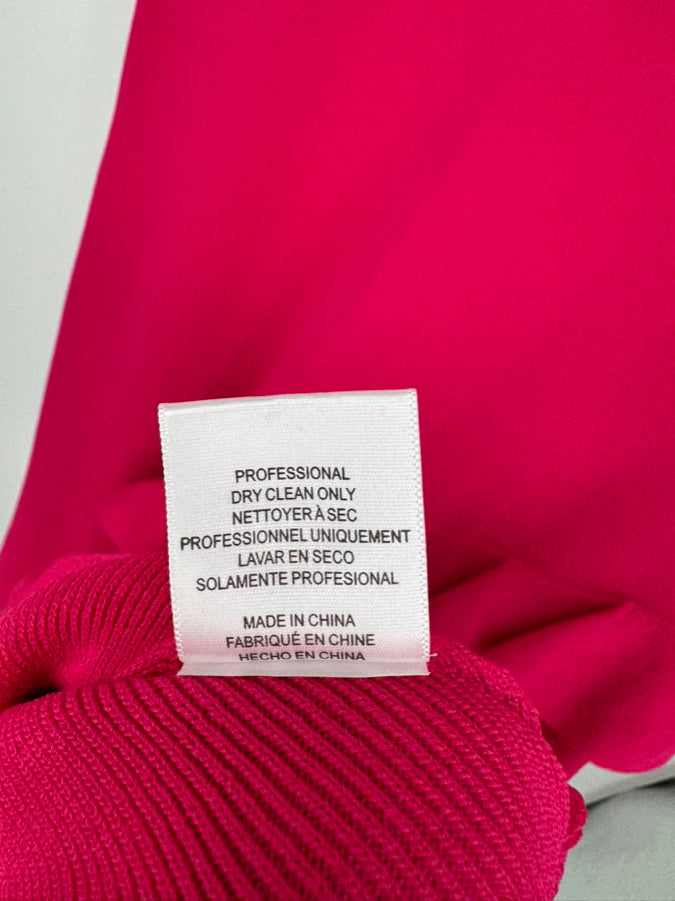 PROFESSIONAL
DRY CLEAN ONLY
NETTOYER À SEC
PROFESSIONNEL UNIQUEMENT
LAVAR EN SECO
SOLAMENTE PROFESIONAL
MADE IN CHINA
FABRIQUÉ EN CHINE
HECHO EN CHINA